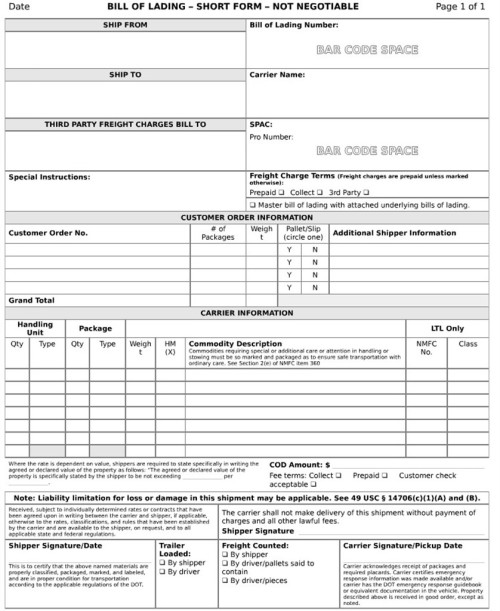 Date BILL OF LADING – SHORT FORM – NOT NEGOTIABLE Page 1 of 1
SHIP FROM
Bill of Lading Number:
BAR CODE SPACE
SHIP TO
Carrier Name:
THIRD PARTY FREIGHT CHARGES BILL TO
SPAC:
Pro Number:
BAR CODE SPACE
Special Instructions:
Freight Charge Terms (Freight charges are prepaid unless marked
otherwise):
Prepaid ❑ Collect ❑ 3rd Party ❑
❑ Master bill of lading with attached underlying bills of lading.
CUSTOMER ORDER INFORMATION
Customer Order No.
# of
Packages
Weigh
t
Pallet/Slip
(circle one)
Additional Shipper Information
Y N
Y N
Y N
Y N
Grand Total
CARRIER INFORMATION
Handling
Unit
Package
LTL Only
Qty Type Qty Type
Weigh
t
HM
(X)
Commodity Description
Commodities requiring special or additional care or attention in handling or
stowing must be so marked and packaged as to ensure safe transportation with
ordinary care. See Section 2(e) of NMFC item 360
NMFC
No.
Class
Where the rate is dependent on value, shippers are required to state specifically in writing the
agreed or declared value of the property as follows: "The agreed or declared value of the
property is specifically stated by the shipper to be not exceeding ____________ per
____________.
COD Amount: $ ____________
Fee terms: Collect ❑ Prepaid ❑ Customer check
acceptable ❑
Note: Liability limitation for loss or damage in this shipment may be applicable. See 49 USC § 14706(c)(1)(A) and (B).
Received, subject to individually determined rates or contracts that have
been agreed upon in writing between the carrier and shipper, if applicable,
otherwise to the rates, classifications, and rules that have been established
by the carrier and are available to the shipper, on request, and to all
applicable state and federal regulations.
The carrier shall not make delivery of this shipment without payment of
charges and all other lawful fees.
Shipper Signature ____________
Shipper Signature/Date
This is to certify that the above named materials are
properly classified, packaged, marked, and labeled,
and are in proper condition for transportation
according to the applicable regulations of the DOT.
Trailer
Loaded:
❑ By shipper
❑ By driver
Freight Counted:
❑ By shipper
❑ By driver/pallets said to
contain
❑ By driver/pieces
Carrier Signature/Pickup Date
Carrier acknowledges receipt of packages and
required placards. Carrier certifies emergency
response information was made available and/or
carrier has the DOT emergency response guidebook
or equivalent documentation in the vehicle. Property
described above is received in good order, except as
noted.